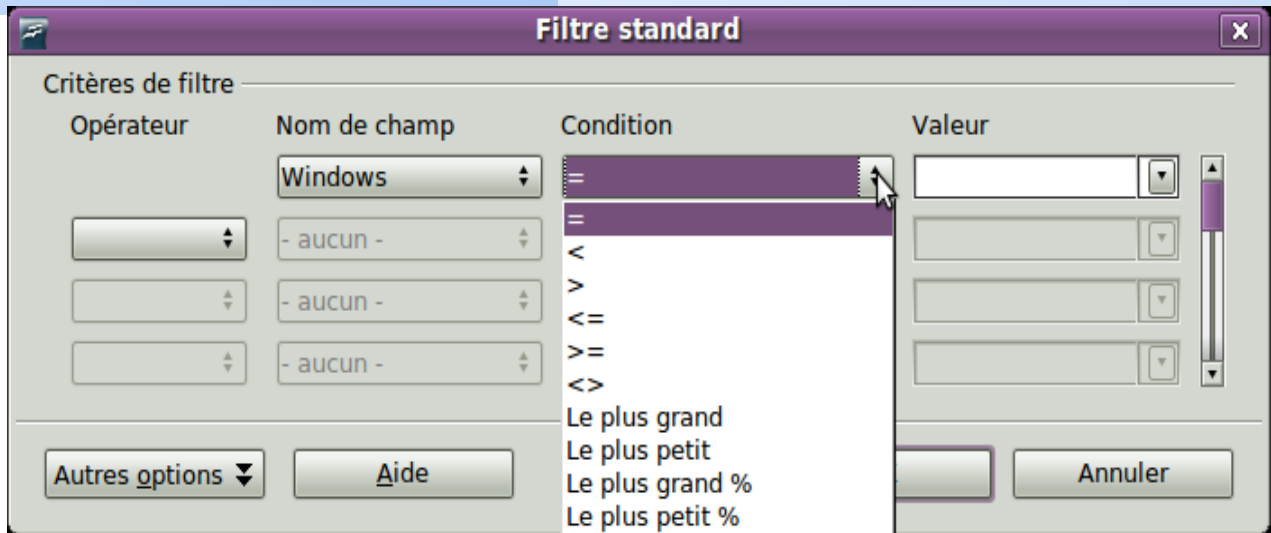 Filtre standard
Critères de filtre
Opérateur Nom de champ Condition Valeur
Windows =
=
- aucun -
<
>
- aucun -
<=
>=
- aucun -
<>
Le plus grand
Le plus petit
Autres options Aide Annuler
Le plus grand %
Le plus petit %